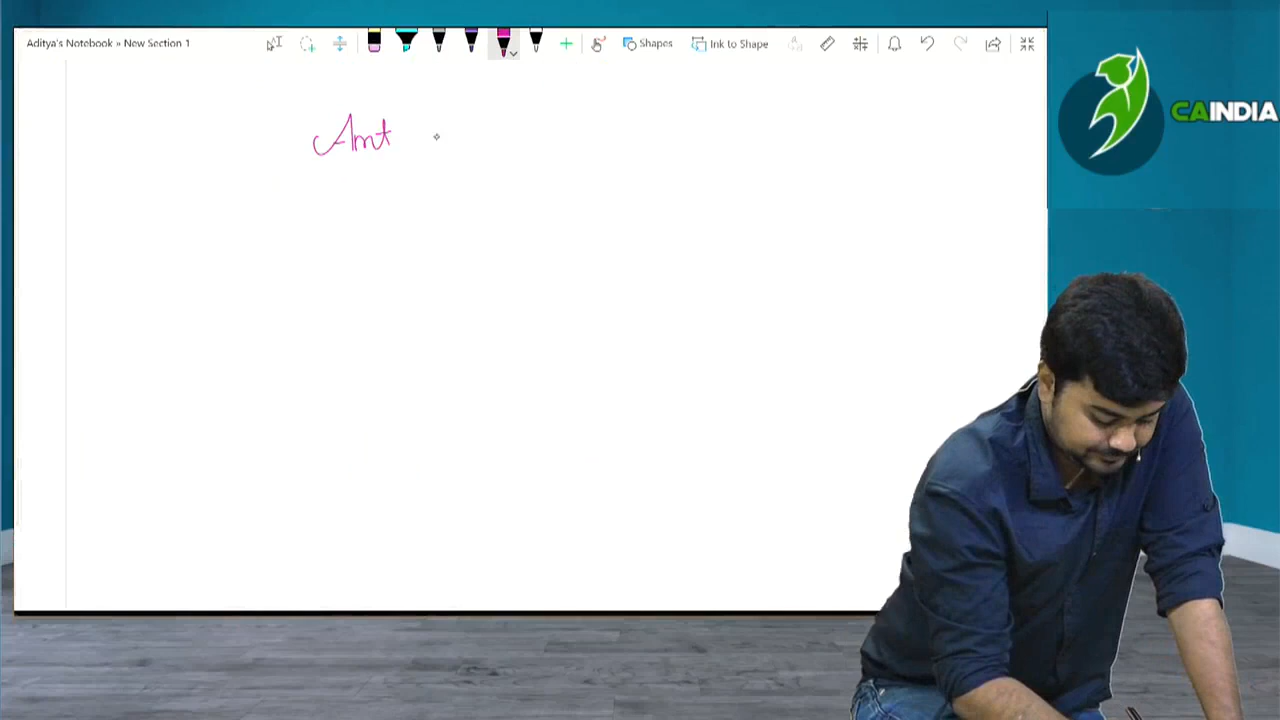 Aditya's Notebook » New Section 1
Shapes
Ink to Shape
CAINDIA
Amt